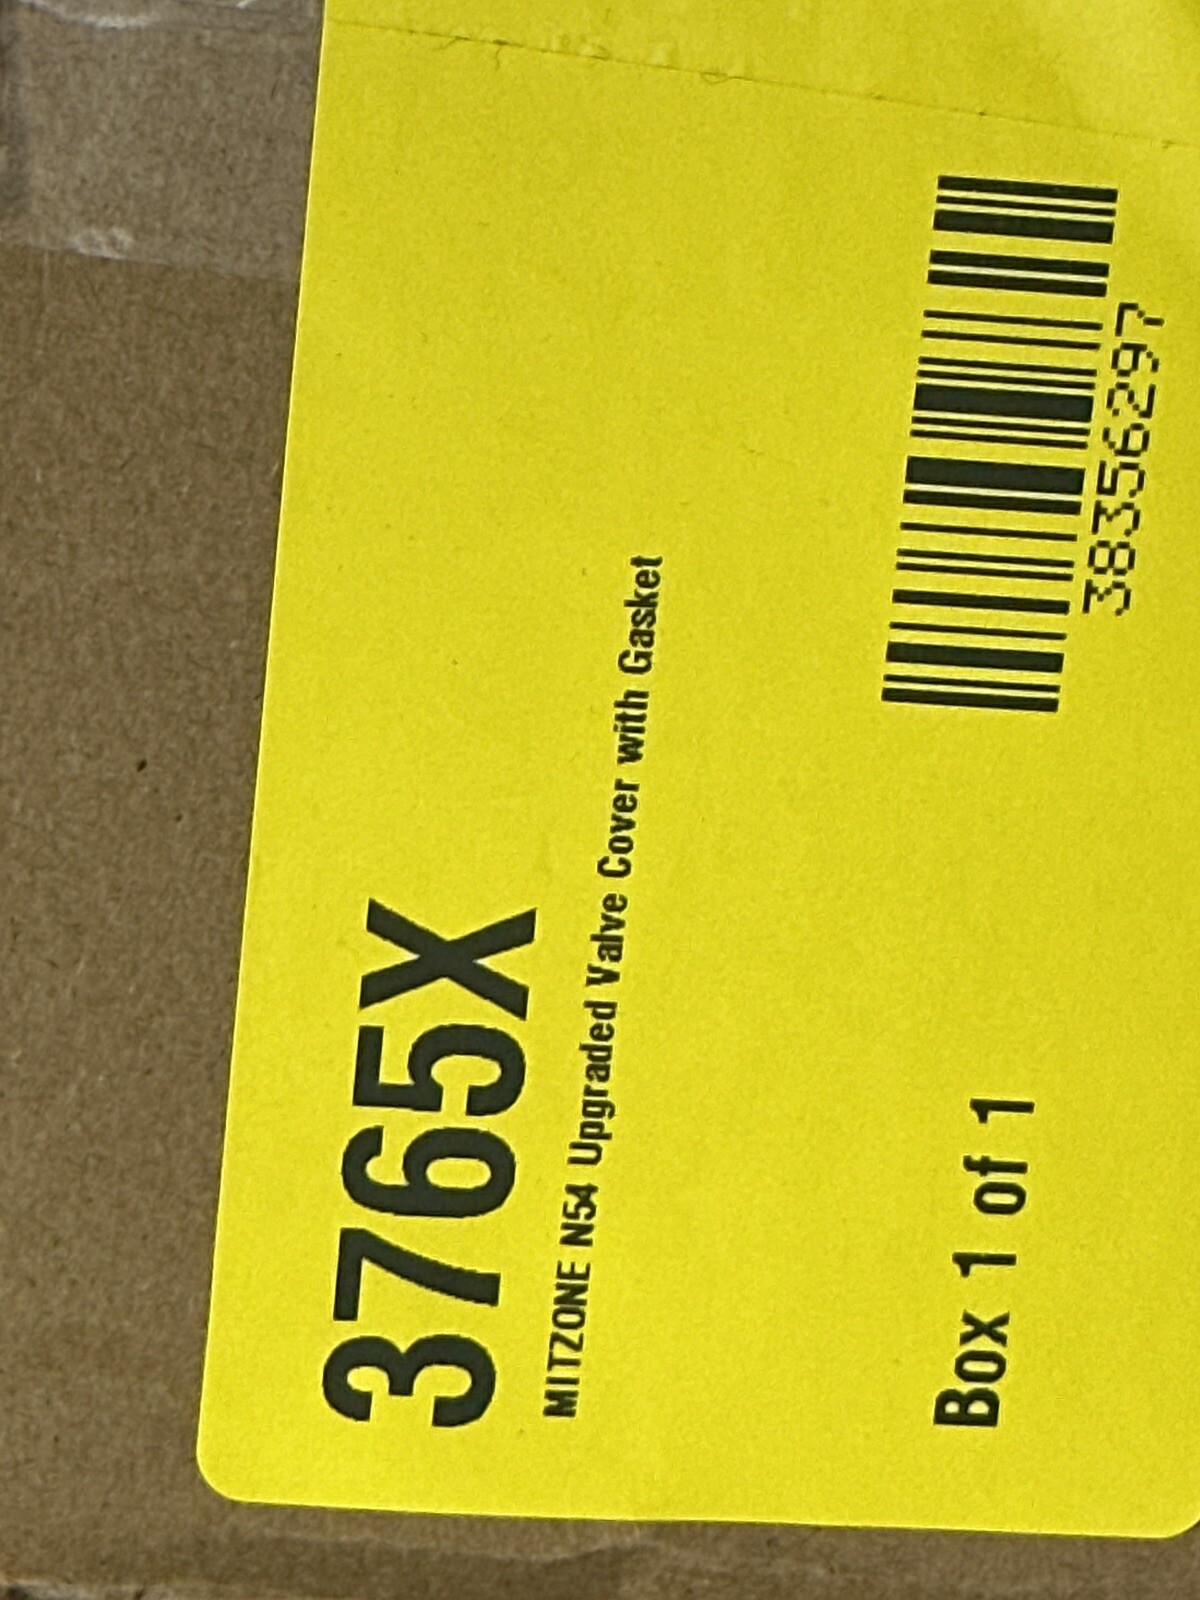 3765X
MITZONE N54 Upgraded Valve Cover with Gasket
Box 1 of 1
38356297